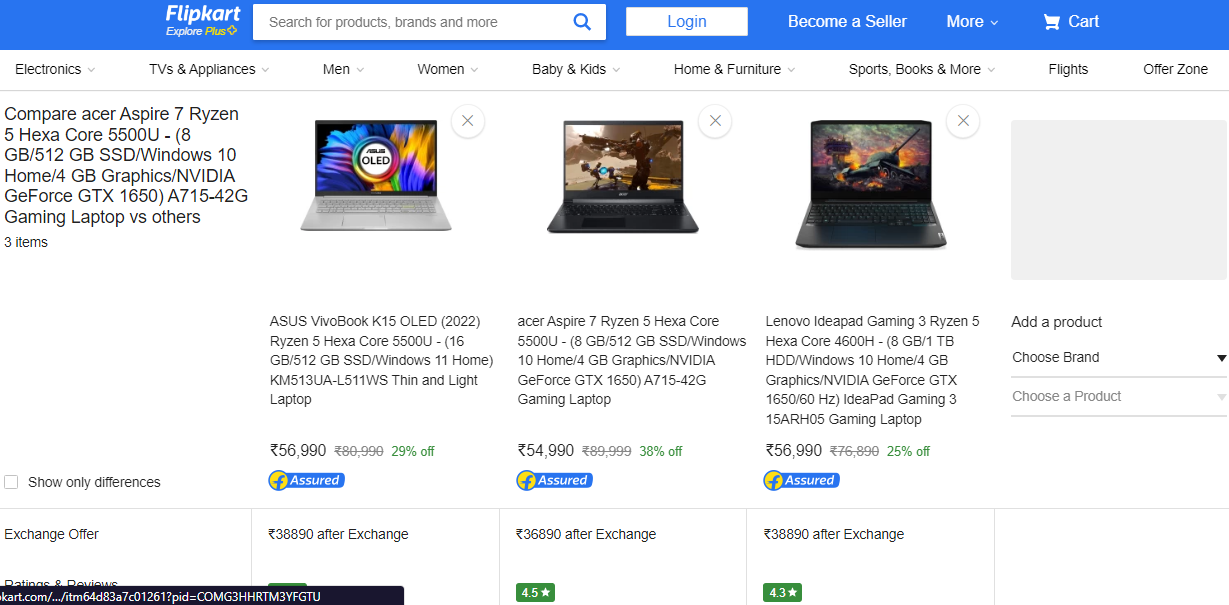 Flipkart
Explore Plus
Search for products, brands and more
Login
Become a Seller
More
Cart
Electronics
TVs & Appliances
Men
Women
Baby & Kids
Home & Furniture
Sports, Books & More
Flights
Offer Zone
Compare acer Aspire 7 Ryzen
5 Hexa Core 5500U - (8
GB/512 GB SSD/Windows 10
Home/4 GB Graphics/NVIDIA
GeForce GTX 1650) A715-42G
Gaming Laptop vs others
3 items
ASUS
OLED
ASUS VivoBook K15 OLED (2022)
Ryzen 5 Hexa Core 5500U - (16
GB/512 GB SSD/Windows 11 Home)
KM513UA-L511WS Thin and Light
Laptop
₹56,990 ₹80,990 29% off
Assured
acer Aspire 7 Ryzen 5 Hexa Core
5500U - (8 GB/512 GB SSD/Windows
10 Home/4 GB Graphics/NVIDIA
GeForce GTX 1650) A715-42G
Gaming Laptop
₹54,990 ₹89,999 38% off
Assured
Lenovo Ideapad Gaming 3 Ryzen 5
Hexa Core 4600H - (8 GB/1 TB
HDD/Windows 10 Home/4 GB
Graphics/NVIDIA GeForce GTX
1650/60 Hz) IdeaPad Gaming 3
15ARH05 Gaming Laptop
₹56,990 ₹76,890 25% off
Assured
Add a product
Choose Brand
Choose a Product
Show only differences
Exchange Offer
₹38890 after Exchange
₹36890 after Exchange
₹38890 after Exchange
Ratings & Reviews
4.5
4.3
kart.com/.../itm64d83a7c01261?pid=COMG3HHRTM3YFGTU